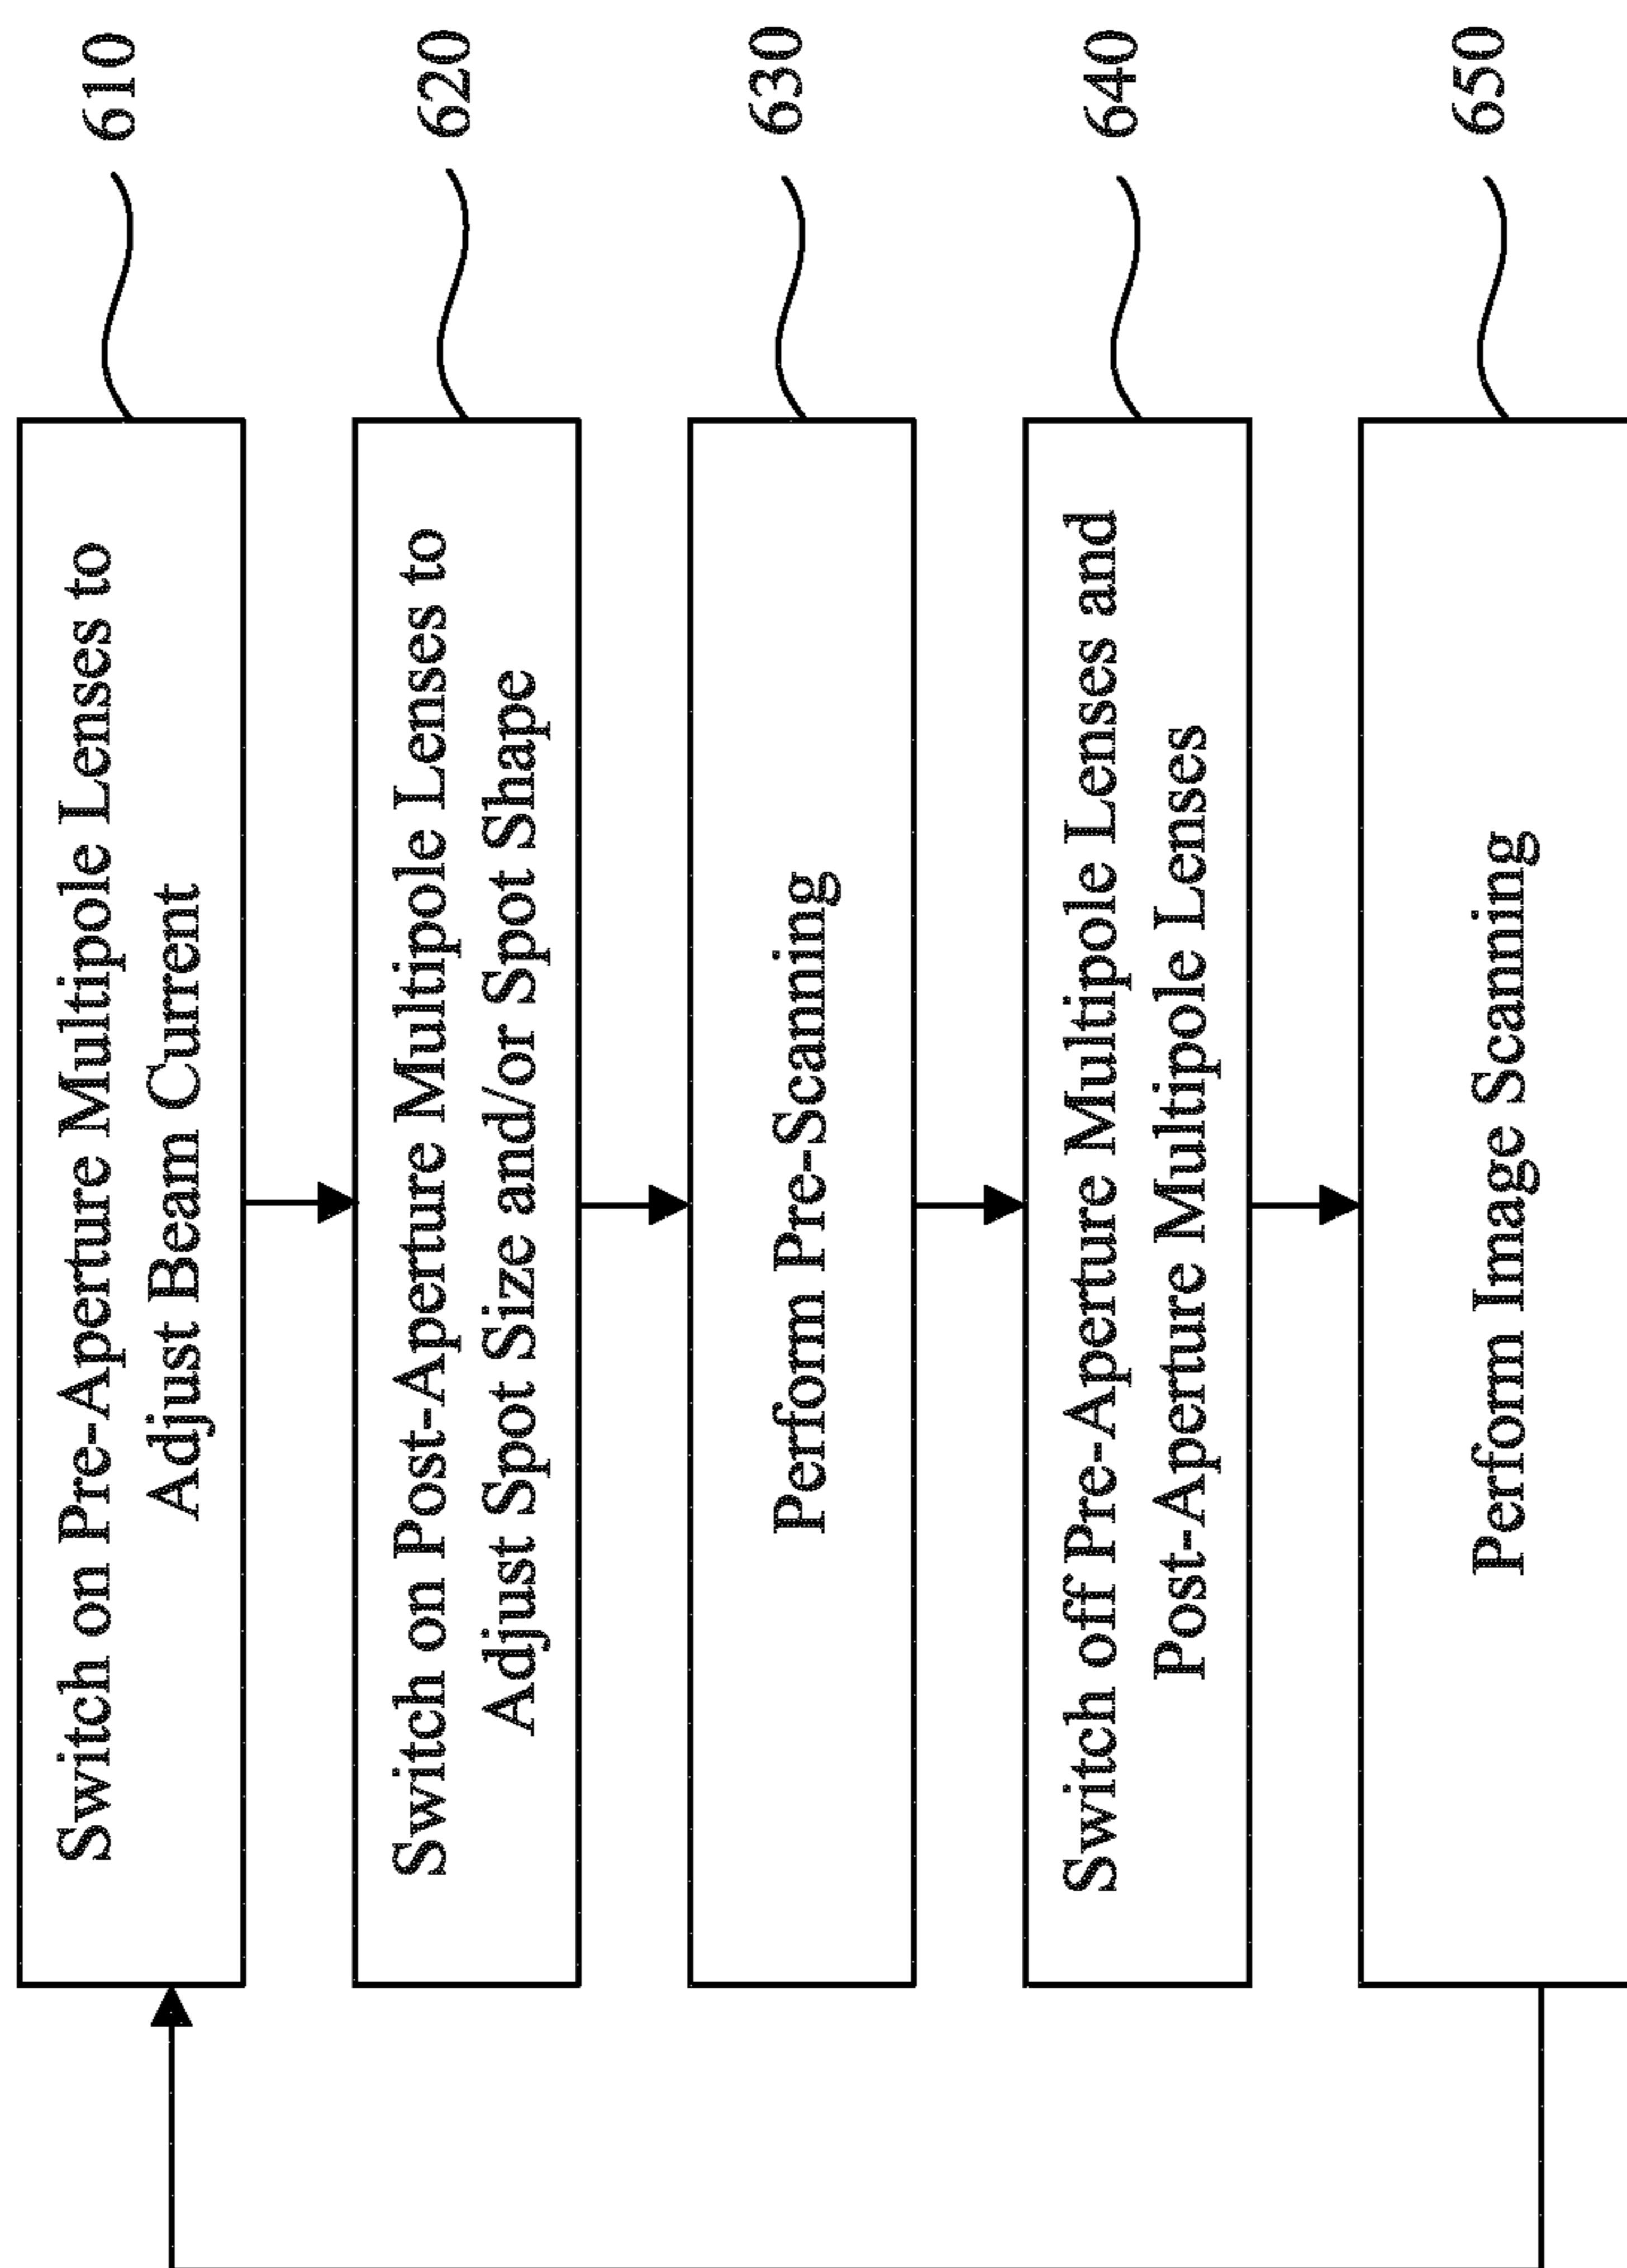 Switch on Pre-Aperture Multipole Lenses to
Adjust Beam Current
610
Switch on Post-Aperture Multipole Lenses to
Adjust Spot Size and/or Spot Shape
620
Perform Pre-Scanning
630
Switch off Pre-Aperture Multipole Lenses and
Post-Aperture Multipole Lenses
640
Perform Image Scanning
650